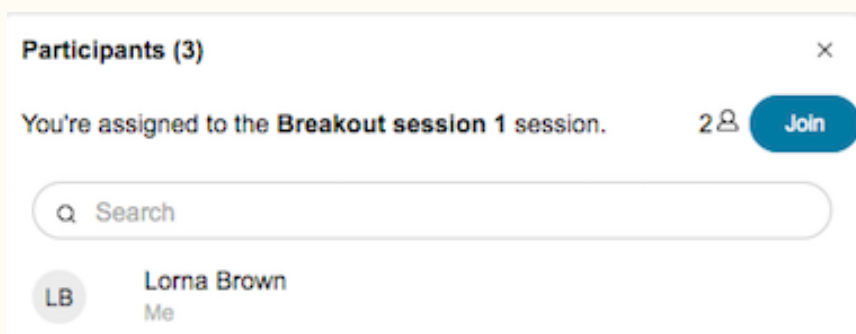 Participants (3)
You're assigned to the Breakout session 1 session. 2 Join
Search
LB Lorna Brown
Me